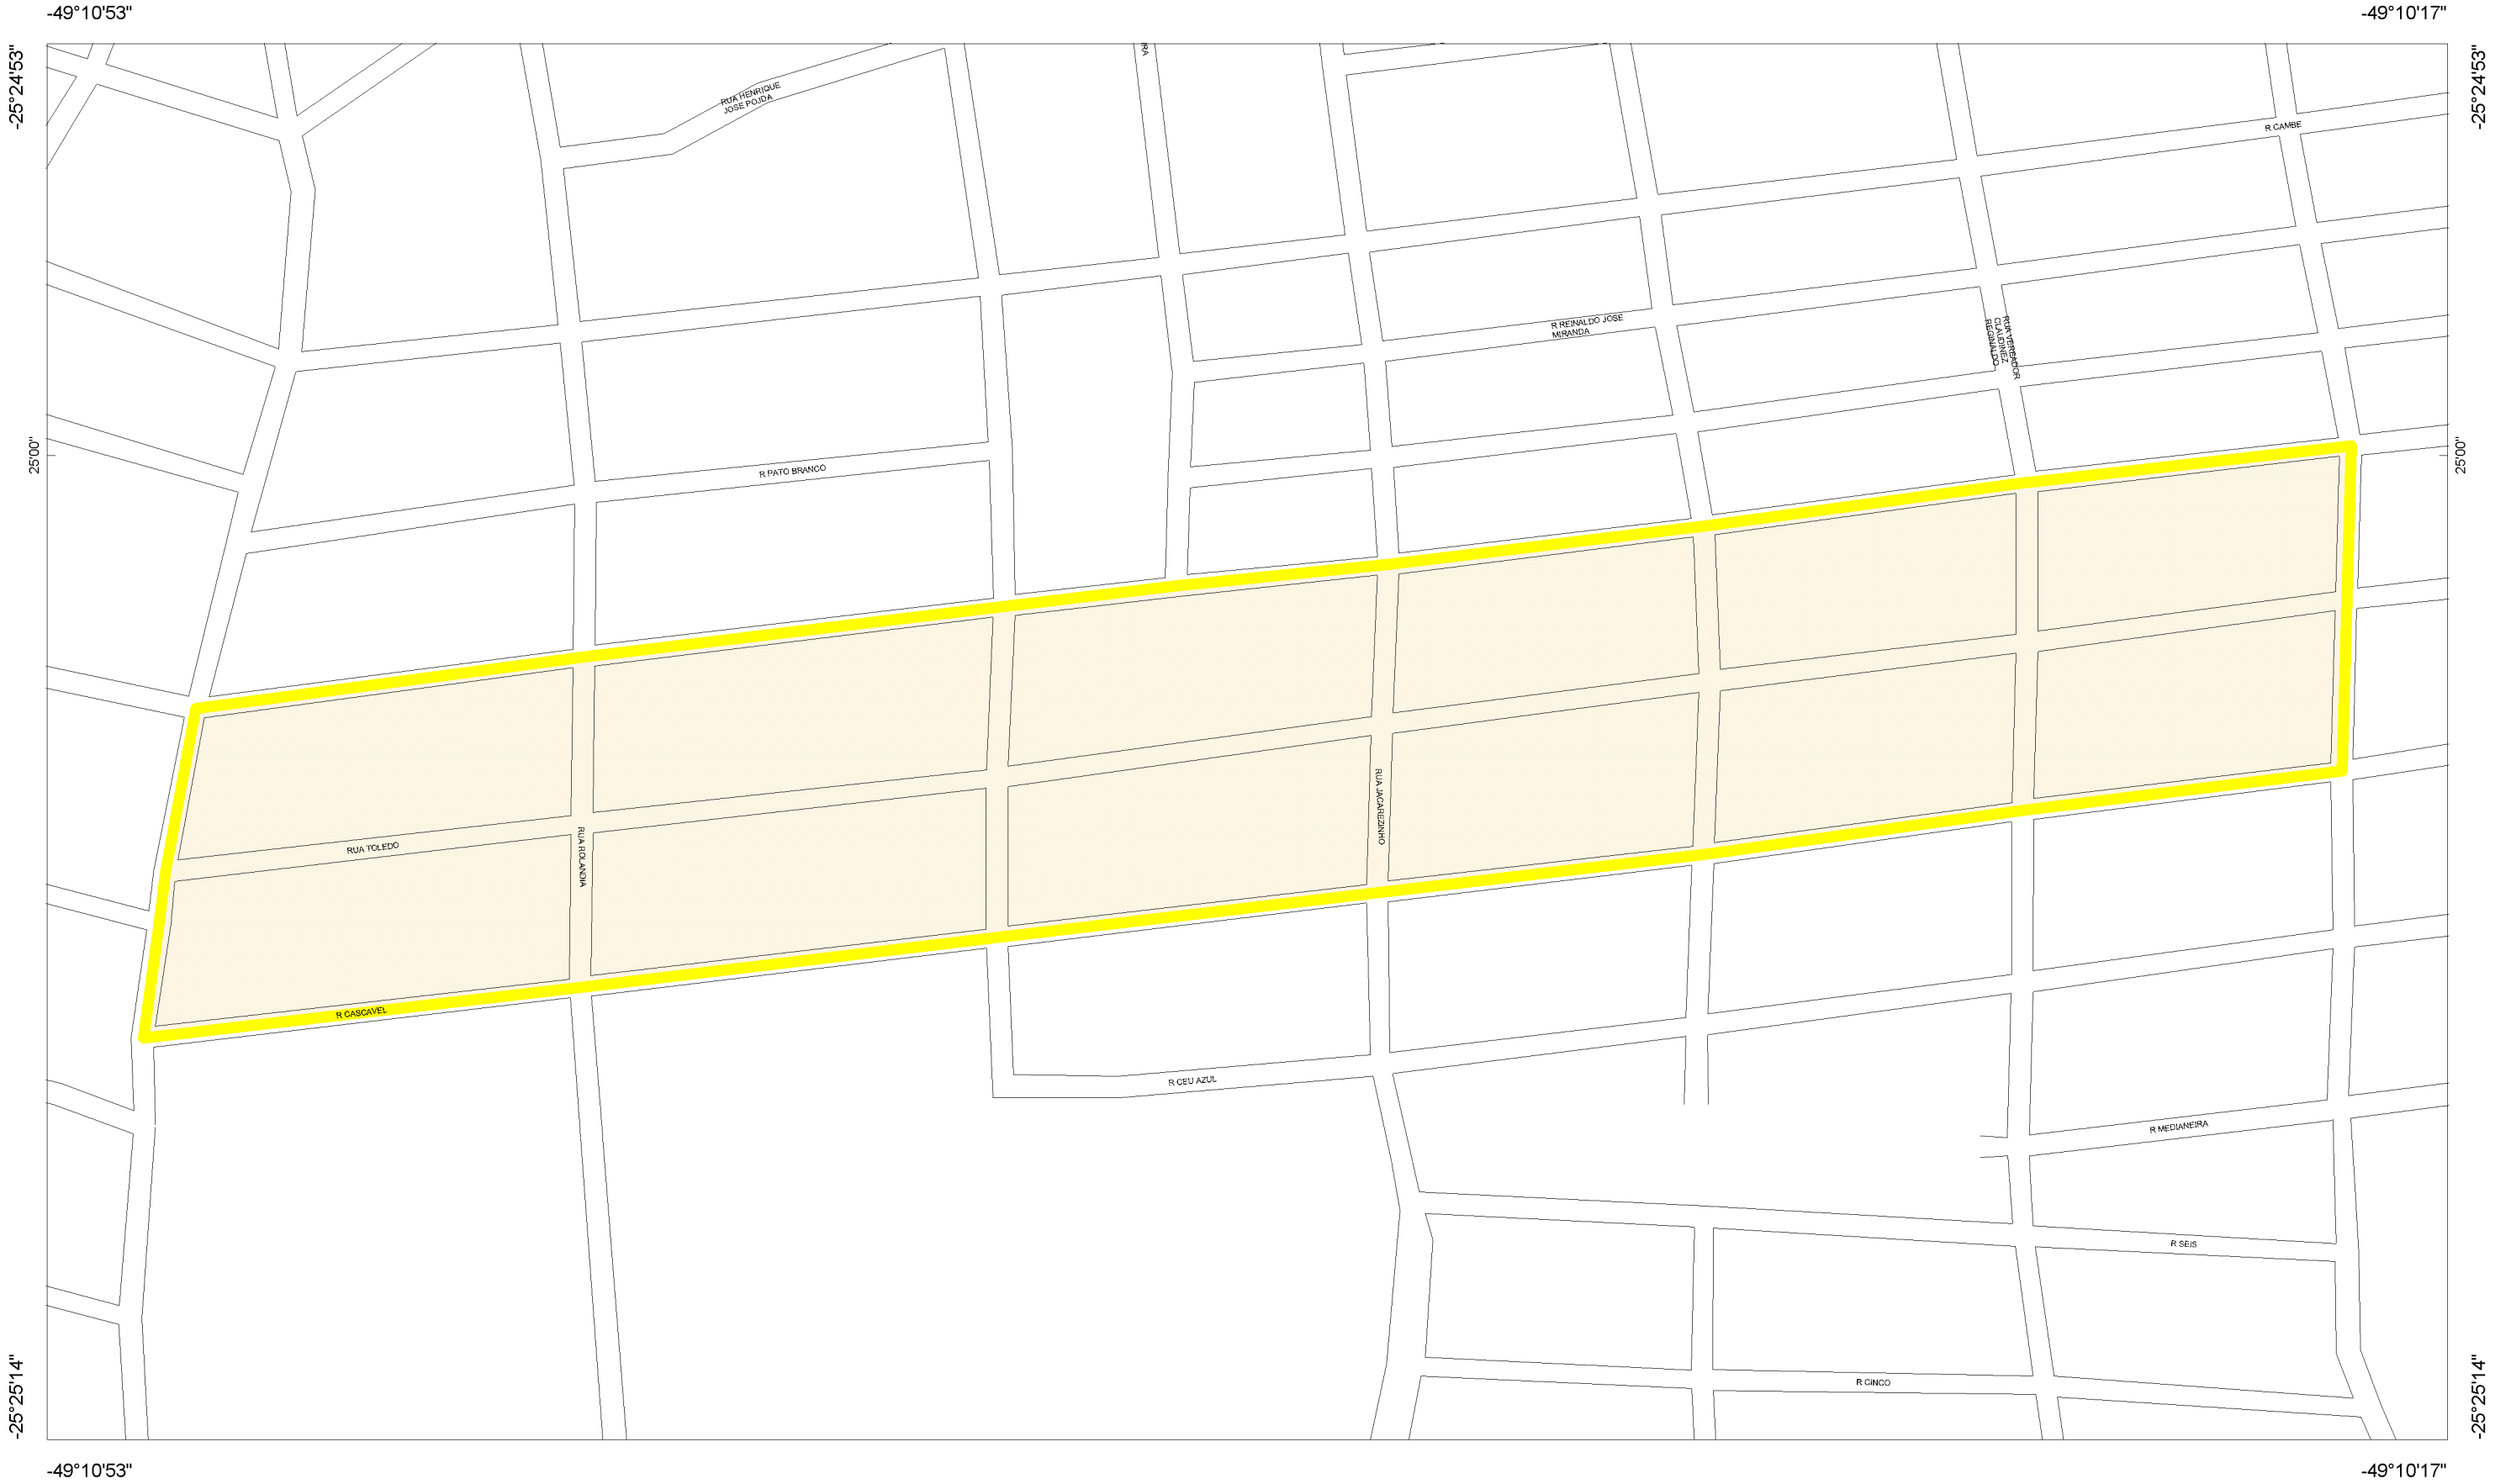 -49°10'53"
-49°10'17"
-25°24'53"
-25°24'53"
RA
RUA HENRIQUE
JOSE POJDA
R CAMBE
R REINALDO JOSE
MIRANDA
RUA VEREADOR
CLAUDINEZ
REGINALDO
25'00"
25'00"
R PATO BRANCO
RUA JACAREZINHO
RUA TOLEDO
RUA ROLANDIA
R CASCAVEL
R CEU AZUL
R MEDIANEIRA
R SEIS
R CINCO
-25°25'14"
-25°25'14"
-49°10'53"
-49°10'17"